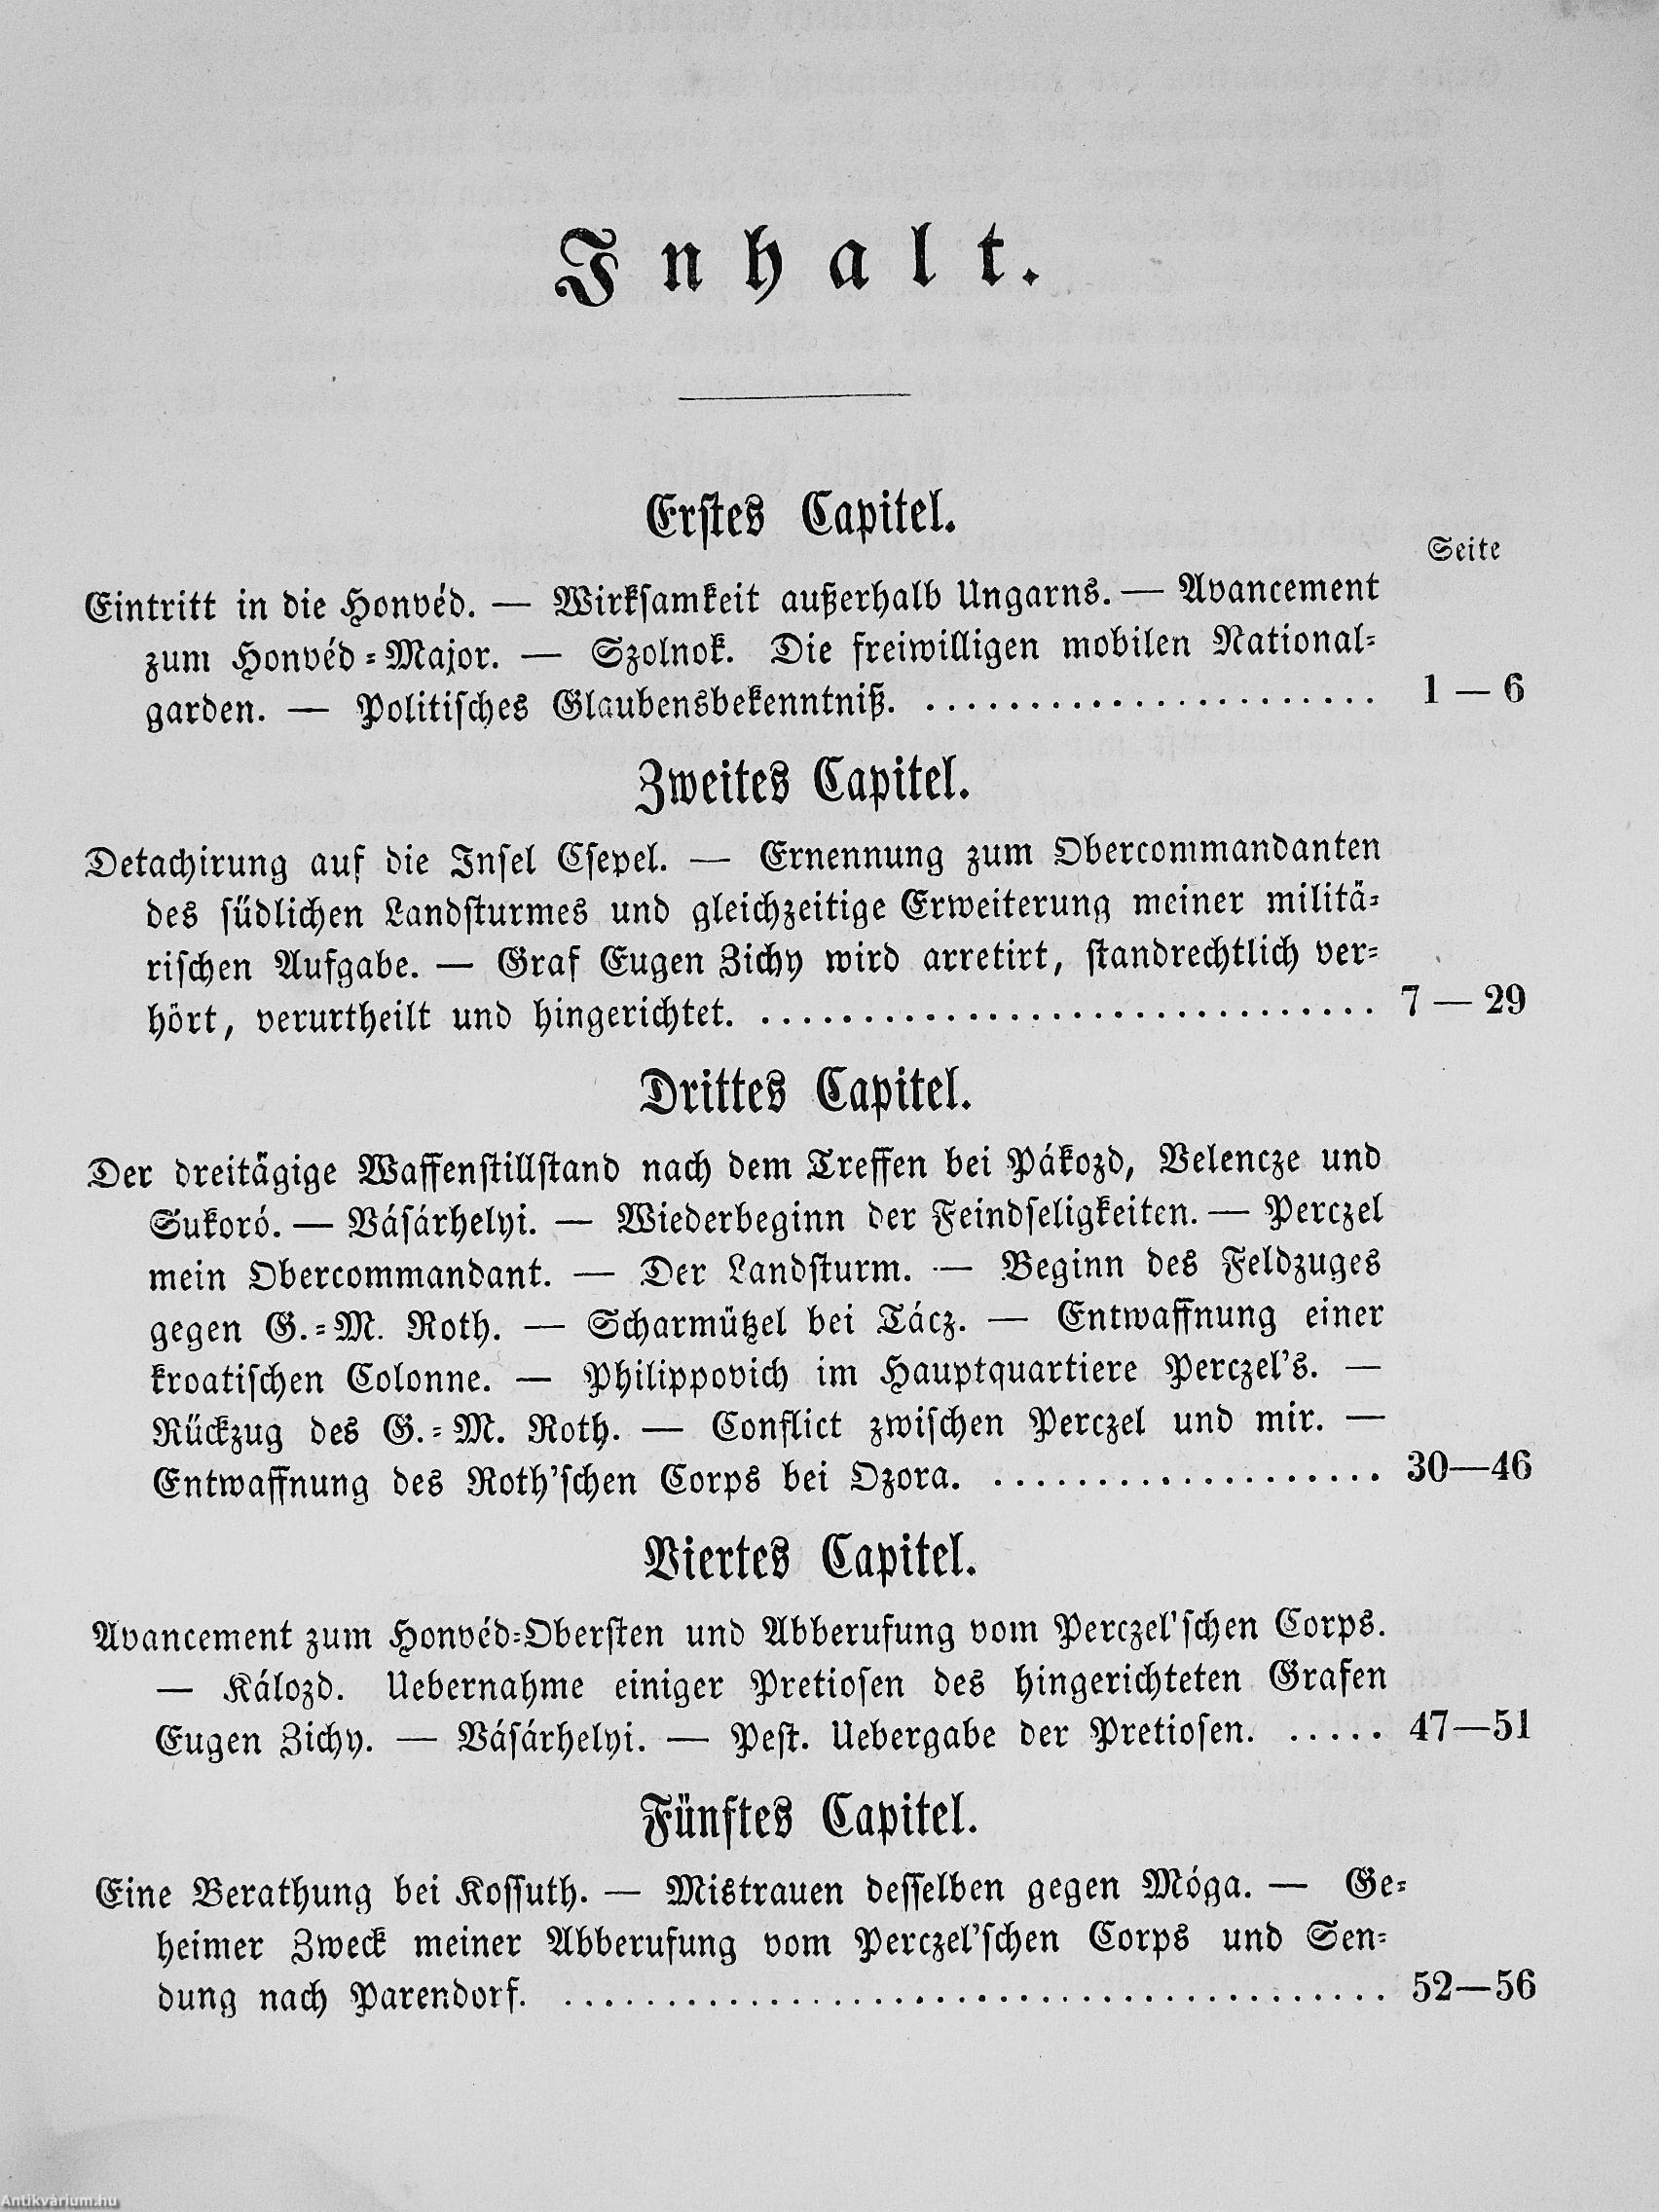 Inhalt.
Erstes Capitel.
Seite
Eintritt in die Honvéd. — Wirksamkeit außerhalb Ungarns. — Avancement
zum Honvéd-Major. — Szolnok. Die freiwilligen mobilen National-
garden. — Politisches Glaubensbekenntniß. ...................... 1 — 6
Zweites Capitel.
Detachirung auf die Insel Csepel. — Ernennung zum Obercommandanten
des südlichen Landsturmes und gleichzeitige Erweiterung meiner militä-
rischen Aufgabe. — Graf Eugen Zichy wird arretirt, standrechtlich ver-
hört, verurtheilt und hingerichtet. .............................. 7 — 29
Drittes Capitel.
Der dreitägige Waffenstillstand nach dem Treffen bei Pákozd, Velencze und
Sukoró. — Vásárhelyi. — Wiederbeginn der Feindseligkeiten. — Perczel
mein Obercommandant. — Der Landsturm. — Beginn des Feldzuges
gegen G.-M. Roth. — Scharmützel bei Tácz. — Entwaffnung einer
kroatischen Colonne. — Philippovich im Hauptquartiere Perczel's. —
Rückzug des G.-M. Roth. — Conflict zwischen Perczel und mir. —
Entwaffnung des Roth'schen Corps bei Ozora. ................... 30—46
Viertes Capitel.
Avancement zum Honvéd-Obersten und Abberufung vom Perczel'schen Corps.
— Kálozd. Uebernahme einiger Pretiosen des hingerichteten Grafen
Eugen Zichy. — Vásárhelyi. — Pest. Uebergabe der Pretiosen. ..... 47—51
Fünftes Capitel.
Eine Berathung bei Kossuth. — Mistrauen desselben gegen Móga. — Ge-
heimer Zweck meiner Abberufung vom Perczel'schen Corps und Sen-
dung nach Parendorf. ........................................ 52—56
Antikvárium.hu